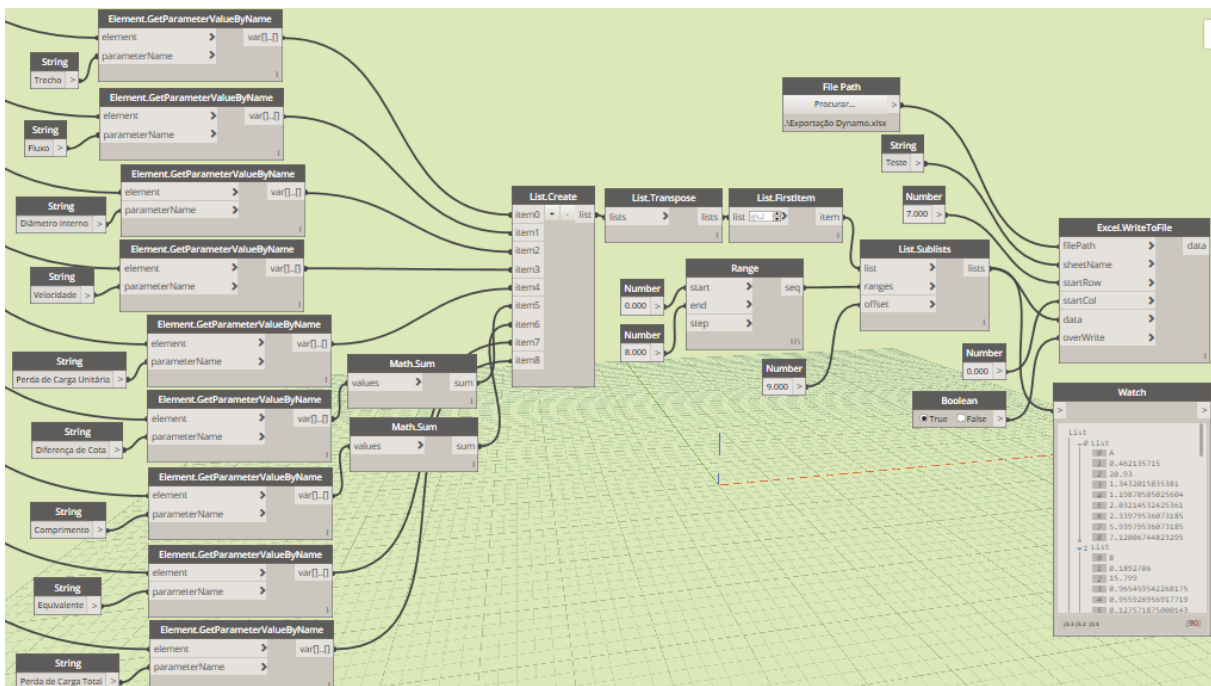 Element.GetParameterValueByName
element > var[]..[]
parameterName >
String
Trecho >
Element.GetParameterValueByName
element > var[]..[]
parameterName >
String
Fluxo >
Element.GetParameterValueByName
element > var[]..[]
parameterName >
String
Diâmetro interno >
Element.GetParameterValueByName
element > var[]..[]
parameterName >
String
Velocidade >
Element.GetParameterValueByName
element > var[]..[]
parameterName >
String
Perda de Carga Unitária >
Element.GetParameterValueByName
element > var[]..[]
parameterName >
String
Diferença de Cota >
Element.GetParameterValueByName
element > var[]..[]
parameterName >
String
Comprimento >
Element.GetParameterValueByName
element > var[]..[]
parameterName >
String
Equivalente >
Element.GetParameterValueByName
element > var[]..[]
parameterName >
String
Perda de Carga Total >
Math.Sum
values > sum
Math.Sum
values > sum
List.Create
item0 + - list
item1
item2
item3
item4
item5
item6
item7
item8
List.Transpose
lists > lists
List.FirstItem
list @L2 > item
Number
0.000 >
Number
8.000 >
Range
start > seq
end >
step >
Number
9.000 >
List.Sublists
list > lists
ranges >
offset >
File Path
Procurar... >
.\Exportação Dynamo.xlsx
String
Teste >
Number
7.000 >
Number
0.000 >
Boolean
True False >
Excel.WriteToFile
filePath > data
sheetName >
startRow >
startCol >
data >
overWrite >
Watch
> >
List
0 List
0 A
1 0.462135715
2 20.93
3 1.3432015835381
4 1.19870585025604
5 2.03214532425361
6 2.33979536073185
7 5.93979536073185
8 7.12006744823295
1 List
0 B
1 0.1892706
2 15.799
3 0.965459542268175
4 0.955926956917719
5 0.127571875000143
@L3 @L2 @L1 {90}